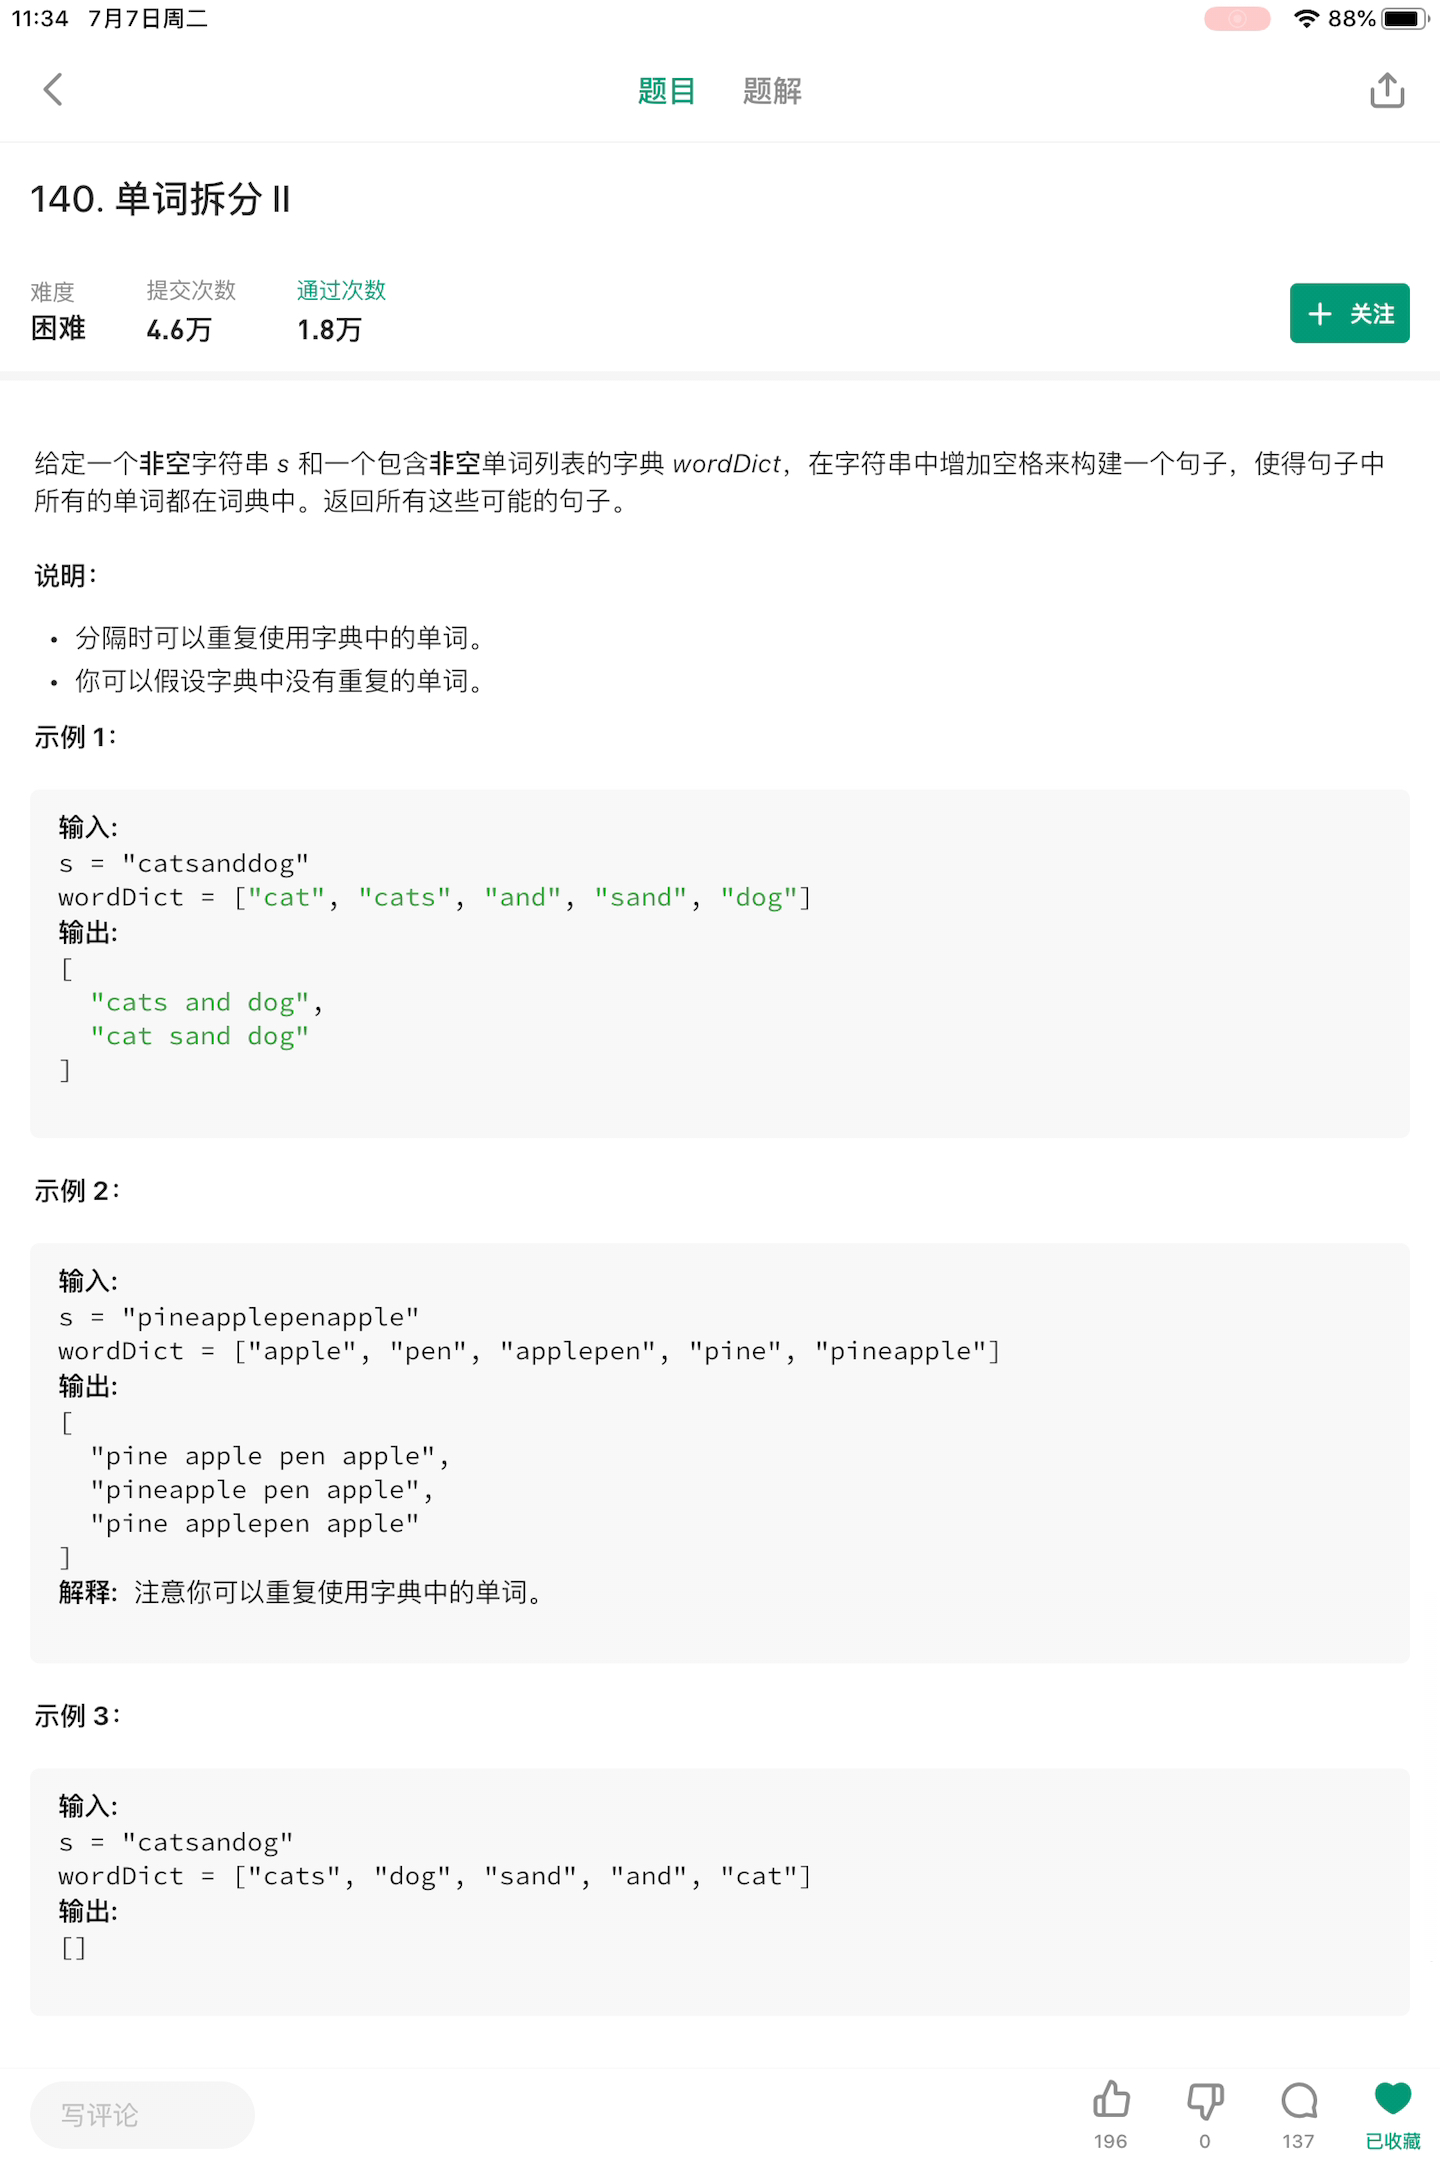 11:34 7月7日周二 88%
题目 题解
140. 单词拆分 II
难度 提交次数 通过次数
困难 4.6万 1.8万
+ 关注
给定一个非空字符串 s 和一个包含非空单词列表的字典 wordDict，在字符串中增加空格来构建一个句子，使得句子中
所有的单词都在词典中。返回所有这些可能的句子。
说明：
• 分隔时可以重复使用字典中的单词。
• 你可以假设字典中没有重复的单词。
示例 1：
输入:
s = "catsanddog"
wordDict = ["cat", "cats", "and", "sand", "dog"]
输出:
[
"cats and dog",
"cat sand dog"
]
示例 2：
输入:
s = "pineapplepenapple"
wordDict = ["apple", "pen", "applepen", "pine", "pineapple"]
输出:
[
"pine apple pen apple",
"pineapple pen apple",
"pine applepen apple"
]
解释: 注意你可以重复使用字典中的单词。
示例 3：
输入:
s = "catsandog"
wordDict = ["cats", "dog", "sand", "and", "cat"]
输出:
[]
写评论
196 0 137 已收藏